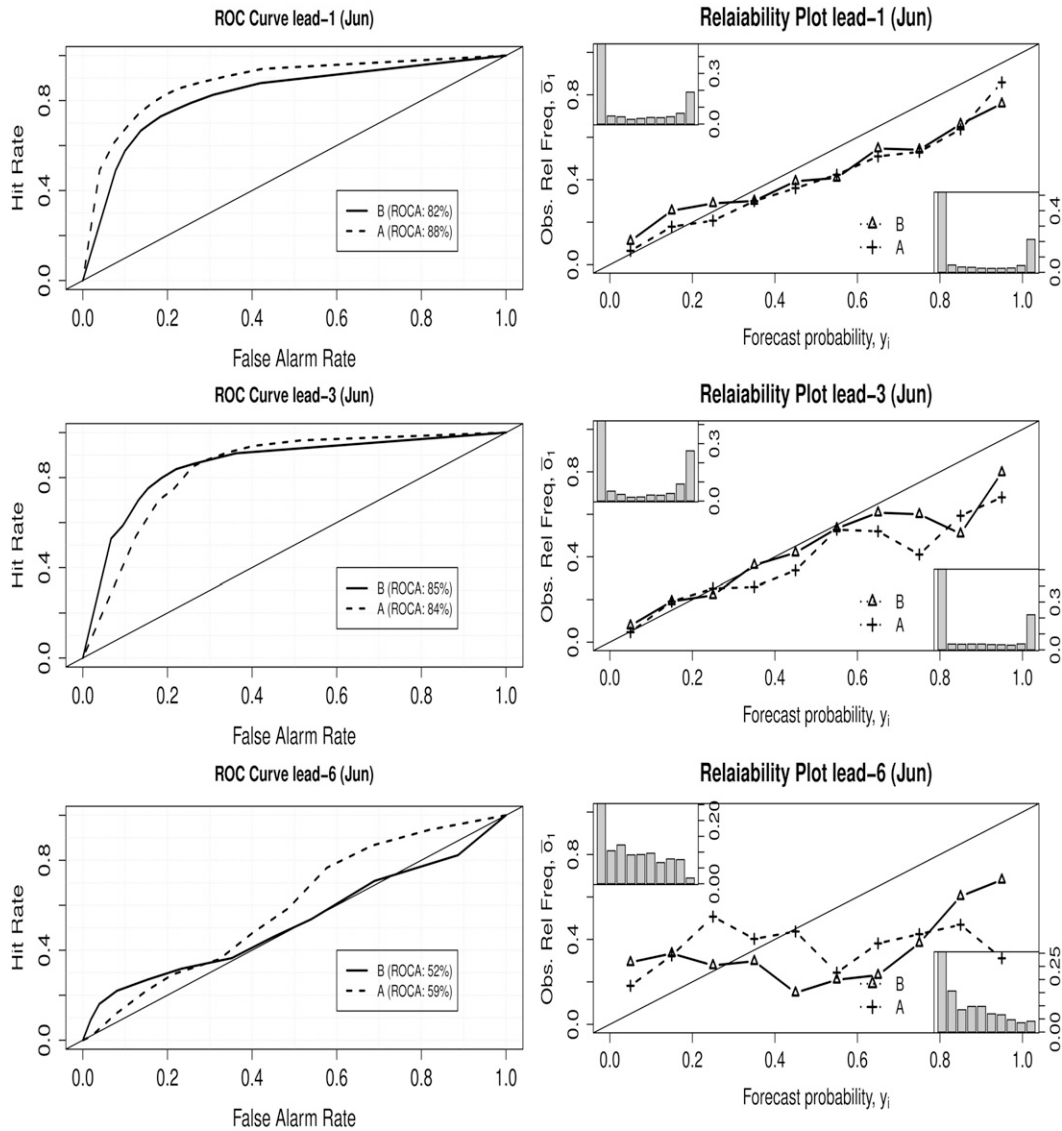 ROC Curve lead-1 (Jun)
Hit Rate
0.0 0.4 0.8
B (ROCA: 82%)
A (ROCA: 88%)
0.0 0.2 0.4 0.6 0.8 1.0
False Alarm Rate
Relaiability Plot lead-1 (Jun)
Obs. Rel Freq, o̅₁
0.0 0.4 0.8
0.0 0.3
B
A
0.0 0.4
0.0 0.2 0.4 0.6 0.8 1.0
Forecast probability, yᵢ
ROC Curve lead-3 (Jun)
Hit Rate
0.0 0.4 0.8
B (ROCA: 85%)
A (ROCA: 84%)
0.0 0.2 0.4 0.6 0.8 1.0
False Alarm Rate
Relaiability Plot lead-3 (Jun)
Obs. Rel Freq, o̅₁
0.0 0.4 0.8
0.0 0.3
B
A
0.0 0.3
0.0 0.2 0.4 0.6 0.8 1.0
Forecast probability, yᵢ
ROC Curve lead-6 (Jun)
Hit Rate
0.0 0.4 0.8
B (ROCA: 52%)
A (ROCA: 59%)
0.0 0.2 0.4 0.6 0.8 1.0
False Alarm Rate
Relaiability Plot lead-6 (Jun)
Obs. Rel Freq, o̅₁
0.0 0.4 0.8
0.00 0.20
B
A
0.00 0.25
0.0 0.2 0.4 0.6 0.8 1.0
Forecast probability, yᵢ